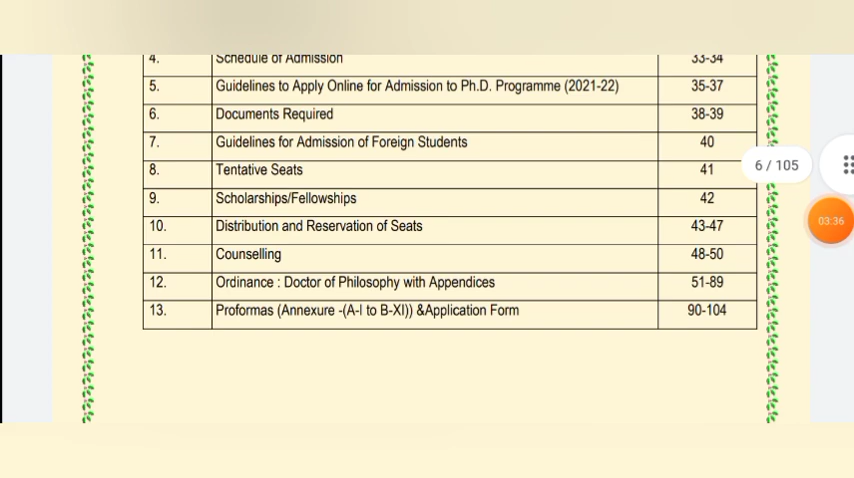 4. Schedule of Admission 33-34
5. Guidelines to Apply Online for Admission to Ph.D. Programme (2021-22) 35-37
6. Documents Required 38-39
7. Guidelines for Admission of Foreign Students 40
8. Tentative Seats 41
6 / 105
9. Scholarships/Fellowships 42
03:36
10. Distribution and Reservation of Seats 43-47
11. Counselling 48-50
12. Ordinance : Doctor of Philosophy with Appendices 51-89
13. Proformas (Annexure -(A-I to B-XI)) &Application Form 90-104